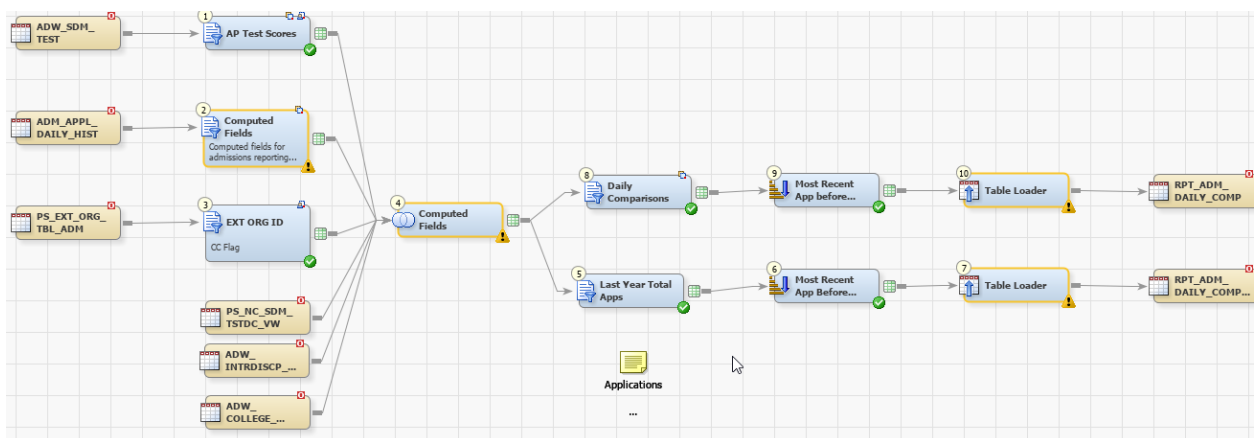 1
ADW_SDM_
TEST
AP Test Scores
2
ADM_APPL_
DAILY_HIST
Computed
Fields
Computed fields for
admissions reporting...
3
PS_EXT_ORG_
TBL_ADM
EXT ORG ID
CC Flag
PS_NC_SDM_
TSTDC_VW
ADW_
INTRDISCP_...
ADW_
COLLEGE_...
4
Computed
Fields
8
Daily
Comparisons
9
Most Recent
App before...
10
Table Loader
RPT_ADM_
DAILY_COMP
5
Last Year Total
Apps
6
Most Recent
App Before...
7
Table Loader
RPT_ADM_
DAILY_COMP...
Applications
...